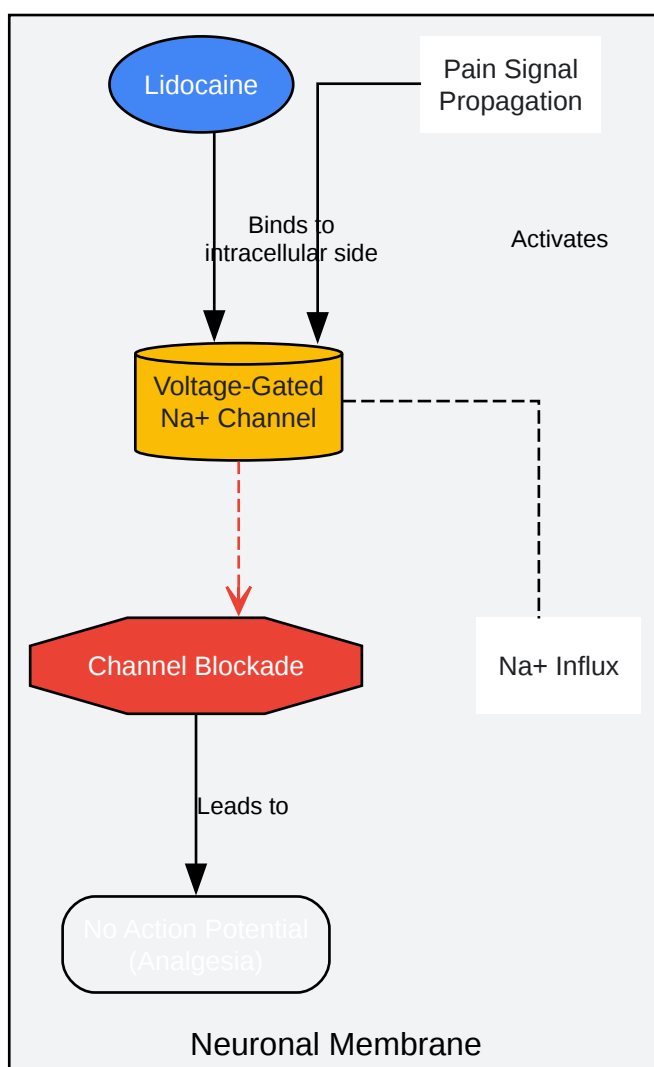 Lidocaine
Pain Signal
Propagation
Binds to
intracellular side
Activates
Voltage-Gated
Na+ Channel
Channel Blockade
Na+ Influx
Leads to
No Action Potential
(Analgesia)
Neuronal Membrane